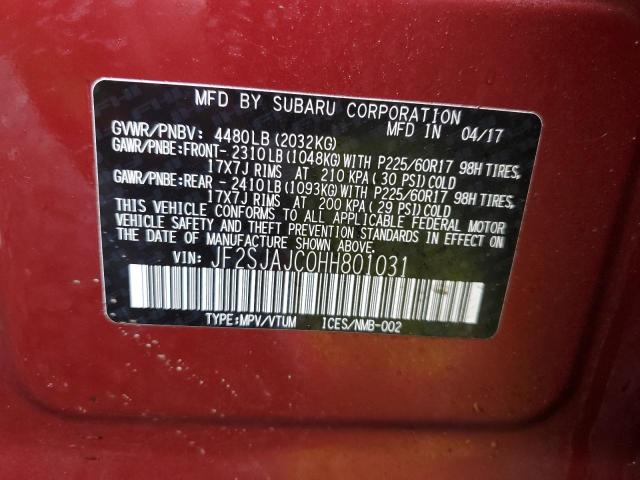 MFD BY SUBARU CORPORATION
GVWR/PNBV: 4480LB(2032KG) MFD IN 04/17
GAWR/PNBE:FRONT- 2310LB(1048KG)WITH P225/60R17 98H TIRES,
17X7J RIMS AT 210 KPA( 30 PSI)COLD
GAWR/PNBE:REAR - 2410LB(1093KG)WITH P225/60R17 98H TIRES,
17X7J RIMS AT 200 KPA( 29 PSI)COLD
THIS VEHICLE CONFORMS TO ALL APPLICABLE FEDERAL MOTOR
VEHICLE SAFETY AND THEFT PREVENTION STANDARDS IN EFFECT ON
THE DATE OF MANUFACTURE SHOWN ABOVE.
VIN: JF2SJAJC0HH801031
TYPE:MPV/VTUM ICES/NMB-002